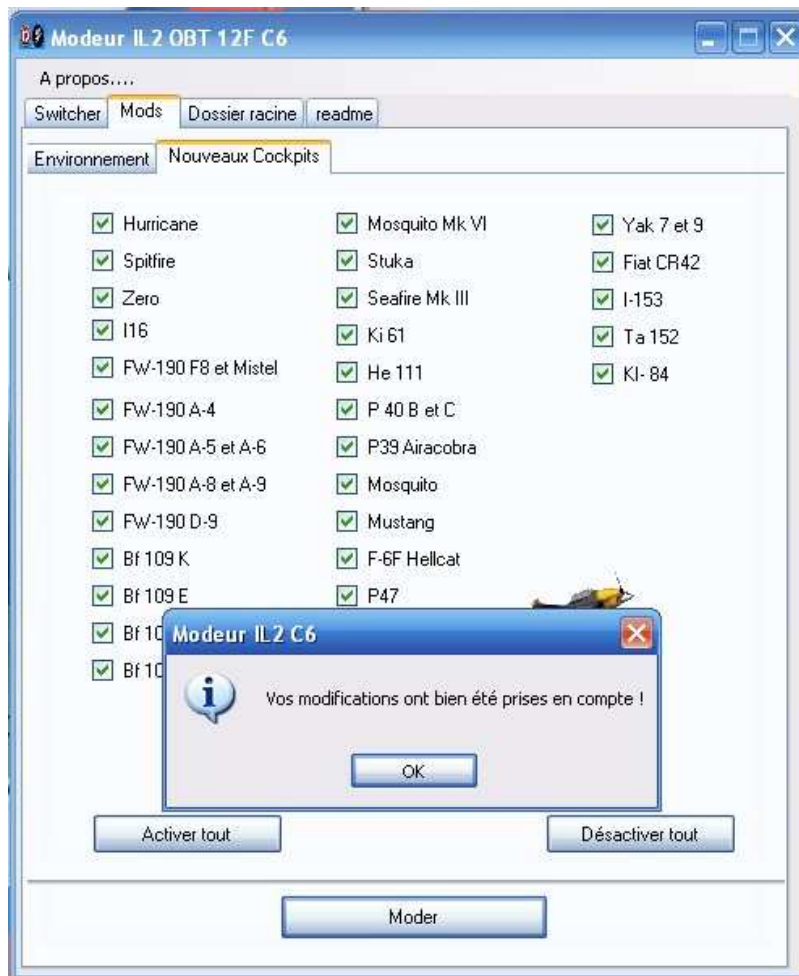 Modeur IL2 OBT 12F C6
A propos....
Switcher Mods Dossier racine readme
Environnement Nouveaux Cockpits
Hurricane Mosquito Mk VI Yak 7 et 9
Spitfire Stuka Fiat CR42
Zero Seafire Mk III I-153
I16 Ki 61 Ta 152
FW-190 F8 et Mistel He 111 KI- 84
FW-190 A-4 P 40 B et C
FW-190 A-5 et A-6 P39 Airacobra
FW-190 A-8 et A-9 Mosquito
FW-190 D-9 Mustang
Bf 109 K F-6F Hellcat
Bf 109 E P47
Bf 10
Bf 10
Modeur IL2 C6
Vos modifications ont bien été prises en compte !
OK
Activer tout Désactiver tout
Moder